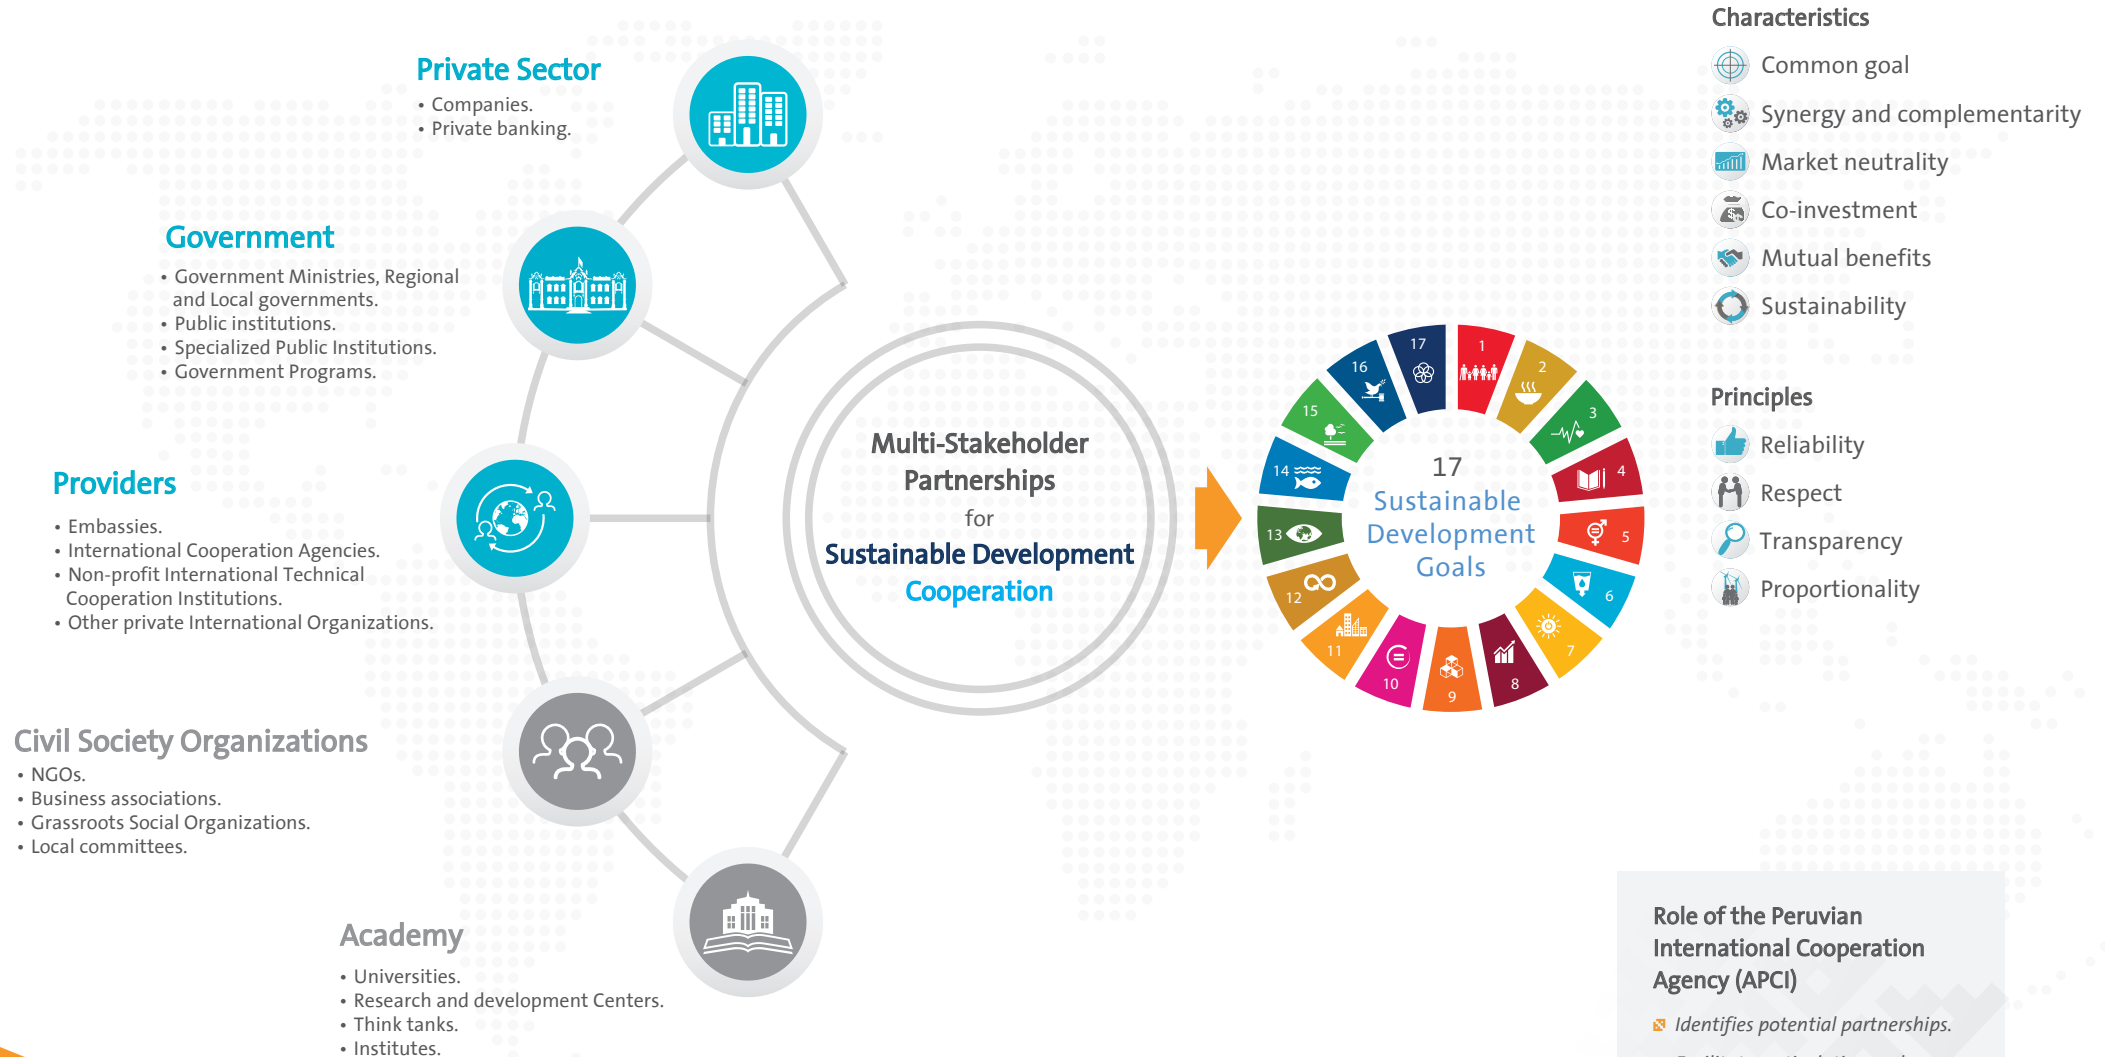 Private Sector
• Companies.
• Private banking.
Government
• Government Ministries, Regional
and Local governments.
• Public institutions.
• Specialized Public Institutions.
• Government Programs.
Providers
• Embassies.
• International Cooperation Agencies.
• Non-profit International Technical
Cooperation Institutions.
• Other private International Organizations.
Civil Society Organizations
• NGOs.
• Business associations.
• Grassroots Social Organizations.
• Local committees.
Academy
• Universities.
• Research and development Centers.
• Think tanks.
• Institutes.
Multi-Stakeholder
Partnerships
for
Sustainable Development
Cooperation
17
Sustainable
Development
Goals
1
2
3
4
5
6
7
8
9
10
11
12
13
14
15
16
17
Characteristics
Common goal
Synergy and complementarity
Market neutrality
Co-investment
Mutual benefits
Sustainability
Principles
Reliability
Respect
Transparency
Proportionality
Role of the Peruvian
International Cooperation
Agency (APCI)
Identifies potential partnerships.